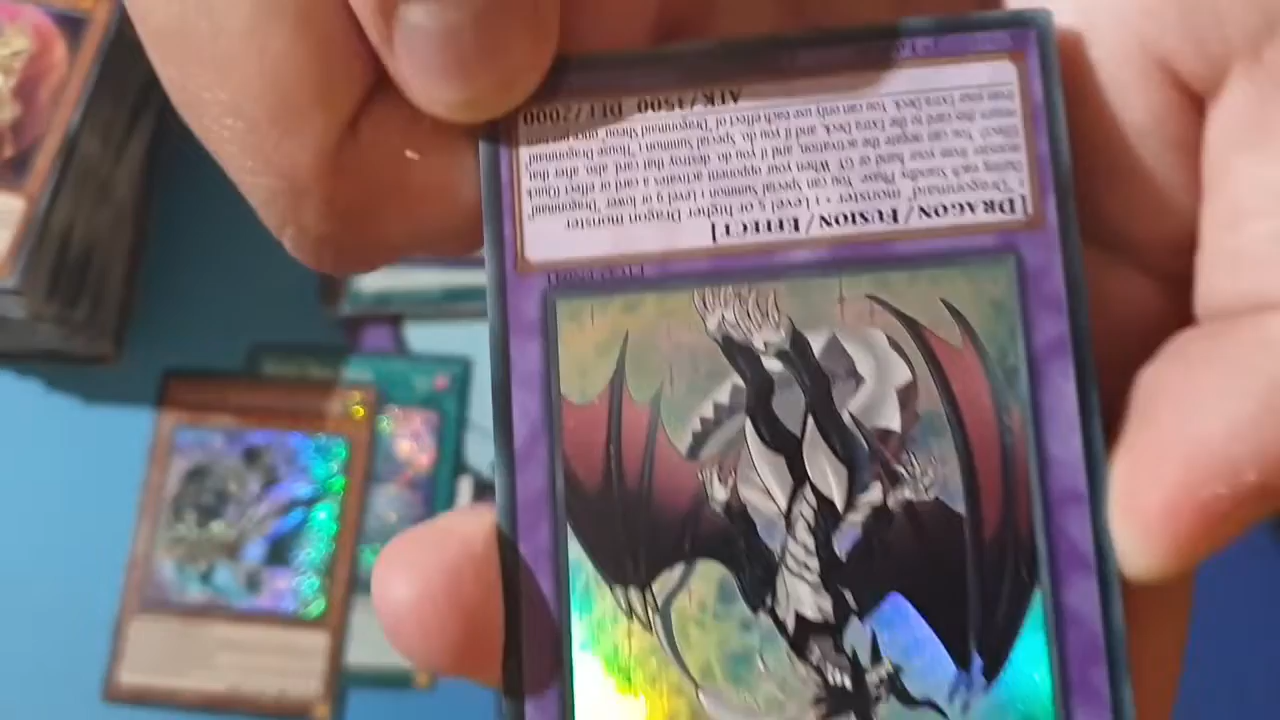 [DRAGON/FUSION/EFFECT]
1 "Dragonmaid" monster + 1 Level 5 or higher Dragon monster
During each Standby Phase: You can Special Summon 1 Level 9 or lower "Dragonmaid"
monster from your hand or GY. When your opponent activates a card or effect (Quick
Effect): You can negate the activation, and if you do, destroy that card, also after that,
return this card to the Extra Deck, and if you do, Special Summon 1 "House Dragonmaid"
from your Extra Deck. You can only use each effect of "Dragonmaid Sheou" once per turn.
ATK/3500 DEF/2000